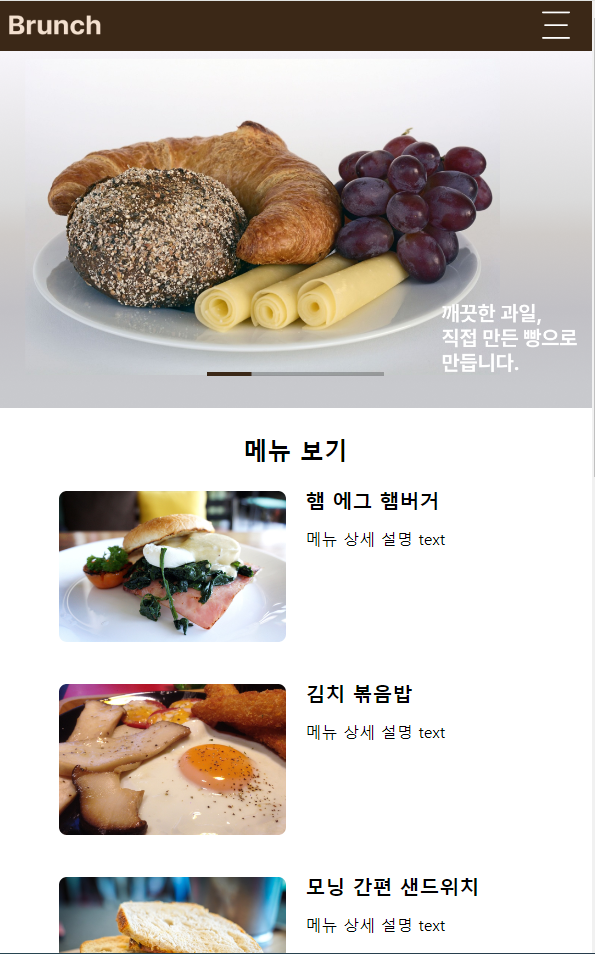 Brunch
깨끗한 과일,
직접 만든 빵으로
만듭니다.
메뉴 보기
햄 에그 햄버거
메뉴 상세 설명 text
김치 볶음밥
메뉴 상세 설명 text
모닝 간편 샌드위치
메뉴 상세 설명 text